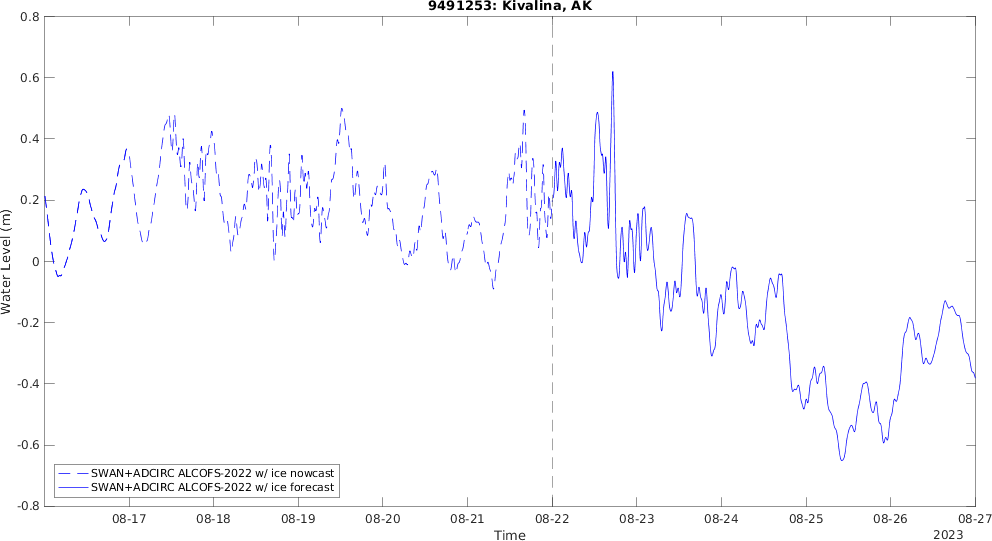 9491253: Kivalina, AK
0.8
0.6
0.4
0.2
0
-0.2
-0.4
-0.6
-0.8
Water Level (m)
SWAN+ADCIRC ALCOFS-2022 w/ ice nowcast
SWAN+ADCIRC ALCOFS-2022 w/ ice forecast
08-17 08-18 08-19 08-20 08-21 08-22 08-23 08-24 08-25 08-26 08-27
Time
2023